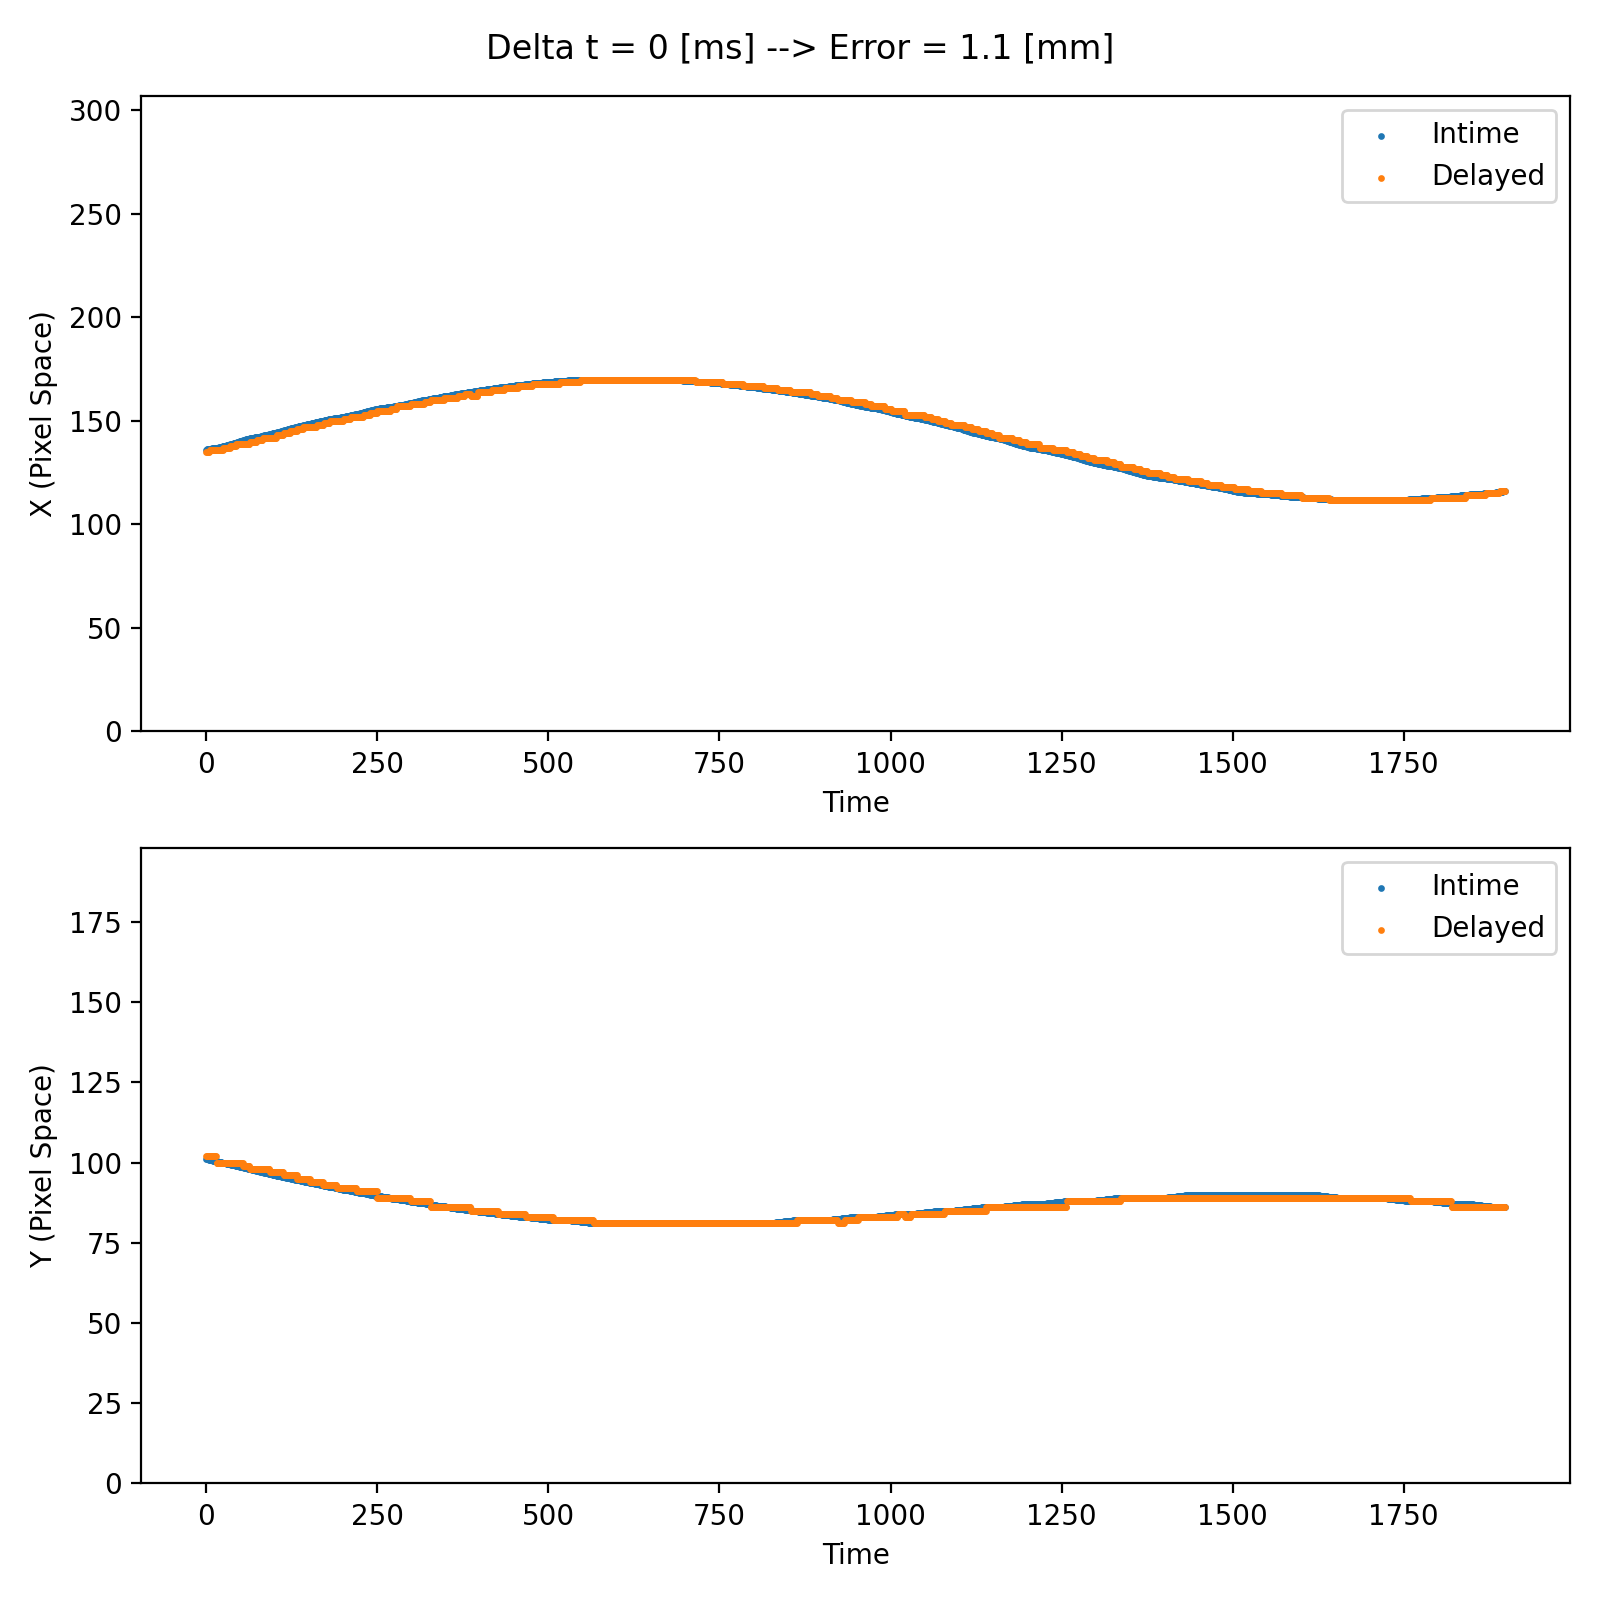 Delta t = 0 [ms] --> Error = 1.1 [mm]
300
250
200
150
100
50
0
X (Pixel Space)
Intime
Delayed
0 250 500 750 1000 1250 1500 1750
Time
175
150
125
100
75
50
25
0
Y (Pixel Space)
Intime
Delayed
0 250 500 750 1000 1250 1500 1750
Time